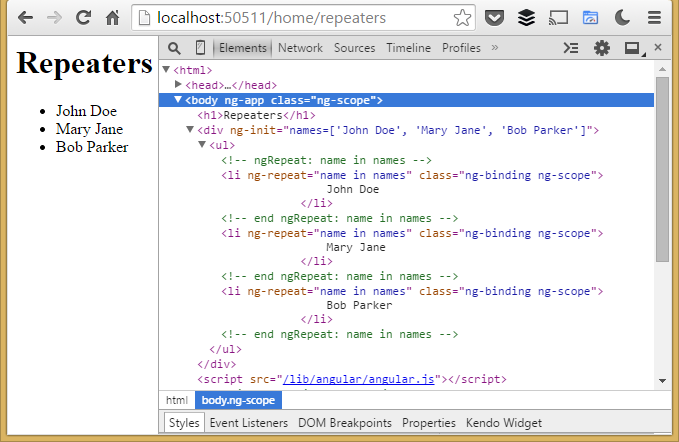 localhost:50511/home/repeaters
Repeaters
John Doe
Mary Jane
Bob Parker
Elements Network Sources Timeline Profiles »
<html>
<head>…</head>
<body ng-app class="ng-scope">
<h1>Repeaters</h1>
<div ng-init="names=['John Doe', 'Mary Jane', 'Bob Parker']">
<ul>
<!-- ngRepeat: name in names -->
<li ng-repeat="name in names" class="ng-binding ng-scope">
John Doe
</li>
<!-- end ngRepeat: name in names -->
<li ng-repeat="name in names" class="ng-binding ng-scope">
Mary Jane
</li>
<!-- end ngRepeat: name in names -->
<li ng-repeat="name in names" class="ng-binding ng-scope">
Bob Parker
</li>
<!-- end ngRepeat: name in names -->
</ul>
</div>
<script src="/lib/angular/angular.js"></script>
html body.ng-scope
Styles Event Listeners DOM Breakpoints Properties Kendo Widget